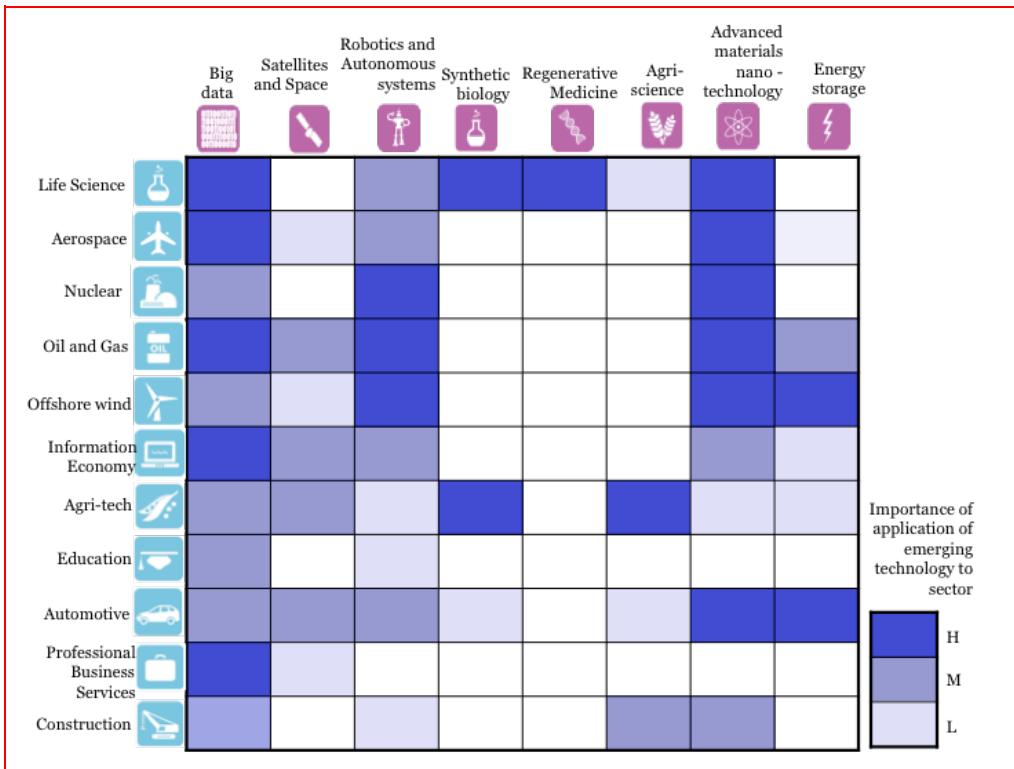 Big
data
Satellites
and Space
Robotics and
Autonomous
systems
Synthetic
biology
Regenerative
Medicine
Agri-
science
Advanced
materials
nano -
technology
Energy
storage
Life Science
Aerospace
Nuclear
Oil and Gas
OIL
Offshore wind
Information
Economy
Agri-tech
Education
Automotive
Professional
Business
Services
Construction
Importance of
application of
emerging
technology to
sector
H
M
L